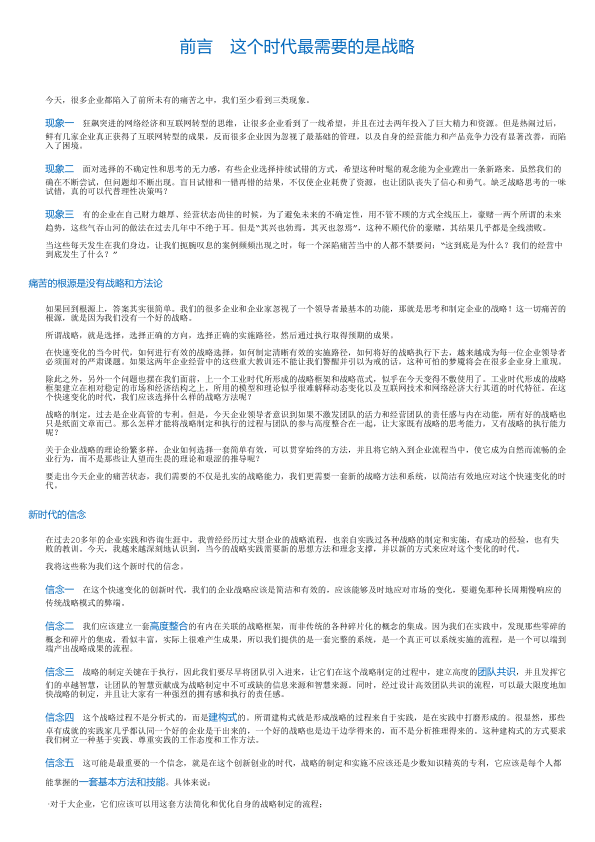 前言　这个时代最需要的是战略
今天，很多企业都陷入了前所未有的痛苦之中，我们至少看到三类现象。
现象一　狂飙突进的网络经济和互联网转型的思维，让很多企业看到了一线希望，并且在过去两年投入了巨大精力和资源。但是热闹过后，
鲜有几家企业真正获得了互联网转型的成果，反而很多企业因为忽视了最基础的管理，以及自身的经营能力和产品竞争力没有显著改善，而陷
入了困境。
现象二　面对选择的不确定性和思考的无力感，有些企业选择持续试错的方式，希望这种时髦的观念能为企业蹚出一条新路来。虽然我们的
确在不断尝试，但问题却不断出现。盲目试错和一错再错的结果，不仅使企业耗费了资源，也让团队丧失了信心和勇气。缺乏战略思考的一味
试错，真的可以代替理性决策吗？
现象三　有的企业在自己财力雄厚、经营状态尚佳的时候，为了避免未来的不确定性，用不管不顾的方式全线压上，豪赌一两个所谓的未来
趋势，这些气吞山河的做法在过去几年中不绝于耳。但是“其兴也勃焉，其灭也忽焉”，这种不顾代价的豪赌，其结果几乎都是全线溃败。
当这些每天发生在我们身边，让我们扼腕叹息的案例频频出现之时，每一个深陷痛苦当中的人都不禁要问：“这到底是为什么？我们的经营中
到底发生了什么？”
痛苦的根源是没有战略和方法论
如果回到根源上，答案其实很简单。我们的很多企业和企业家忽视了一个领导者最基本的功能，那就是思考和制定企业的战略！这一切痛苦的
根源，就是因为我们没有一个好的战略。
所谓战略，就是选择，选择正确的方向，选择正确的实施路径，然后通过执行取得预期的成果。
在快速变化的当今时代，如何进行有效的战略选择，如何制定清晰有效的实施路径，如何将好的战略执行下去，越来越成为每一位企业领导者
必须面对的严肃课题。如果这两年企业经营中的这些重大教训还不能让我们警醒并引以为戒的话，这种可怕的梦魇将会在很多企业身上重现。
除此之外，另外一个问题也摆在我们面前，上一个工业时代所形成的战略框架和战略范式，似乎在今天变得不敷使用了。工业时代形成的战略
框架建立在相对稳定的市场和经济结构之上，所用的模型和理论似乎很难解释动态变化以及互联网技术和网络经济大行其道的时代特征。在这
个快速变化的时代，我们应该选择什么样的战略方法呢？
战略的制定，过去是企业高管的专利。但是，今天企业领导者意识到如果不激发团队的活力和经营团队的责任感与内在动能，所有好的战略也
只是纸面文章而已。那么怎样才能将战略制定和执行的过程与团队的参与高度整合在一起，让大家既有战略的思考能力，又有战略的执行能力
呢？
关于企业战略的理论纷繁多样，企业如何选择一套简单有效，可以贯穿始终的方法，并且将它纳入到企业流程当中，使它成为自然而流畅的企
业行为，而不是那些让人望而生畏的理论和艰涩的推导呢？
要走出今天企业的痛苦状态，我们需要的不仅是扎实的战略能力，我们更需要一套新的战略方法和系统，以简洁有效地应对这个快速变的时
代。
新时代的信念
在过去20多年的企业实践和咨询生涯中，我曾经经历过大型企业的战略流程，也亲自实践过各种战略的制定和实施，有成功的经验，也有失
败的教训。今天，我越来越深刻地认识到，当今的战略实践需要新的思想方法和理念支撑，并以新的方式来应对这个变化的时代。
我将这些称为我们这个新时代的信念。
信念一　在这个快速变化的创新时代，我们的企业战略应该是简洁和有效的，应该能够及时地应对市场的变化，要避免那种长周期慢响应的
传统战略模式的弊端。
信念二　我们应该建立一套高度整合的有内在关联的战略框架，而非传统的各种碎片化的概念的集成。因为我们在实践中，发现那些零碎的
概念和碎片的集成，看似丰富，实际上很难产生成果，所以我们提供的是一套完整的系统，是一个真正可以系统实施的流程，是一个可以端到
端产出战略成果的流程。
信念三　战略的制定关键在于执行，因此我们要尽早将团队引入进来，让它们在这个战略制定的过程中，建立高度的团队共识，并且发挥它
们的卓越智慧，让团队的智慧贡献成为战略制定中不可或缺的信息来源和智慧来源。同时，经过设计高效团队共识的流程，可以最大限度地加
快战略的制定，并且让大家有一种强烈的拥有感和执行的责任感。
信念四　这个战略过程不是分析式的，而是建构式的。所谓建构式就是形成战略的过程来自于实践，是在实践中打磨形成的。很显然，那些
卓有成就的实践家几乎都认同一个好的企业是干出来的，一个好的战略也是边干边学得来的，而不是分析推理得来的。这种建构式的方式要求
我们树立一种基于实践、尊重实践的工作态度和工作方法。
信念五　这可能是最重要的一个信念，就是在这个创新创业的时代，战略的制定和实施不应该还是少数知识精英的专利，它应该是每个人都
能掌握的一套基本方法和技能。具体来说：
·对于大企业，它们应该可以用这套方法简化和优化自身的战略制定的流程；